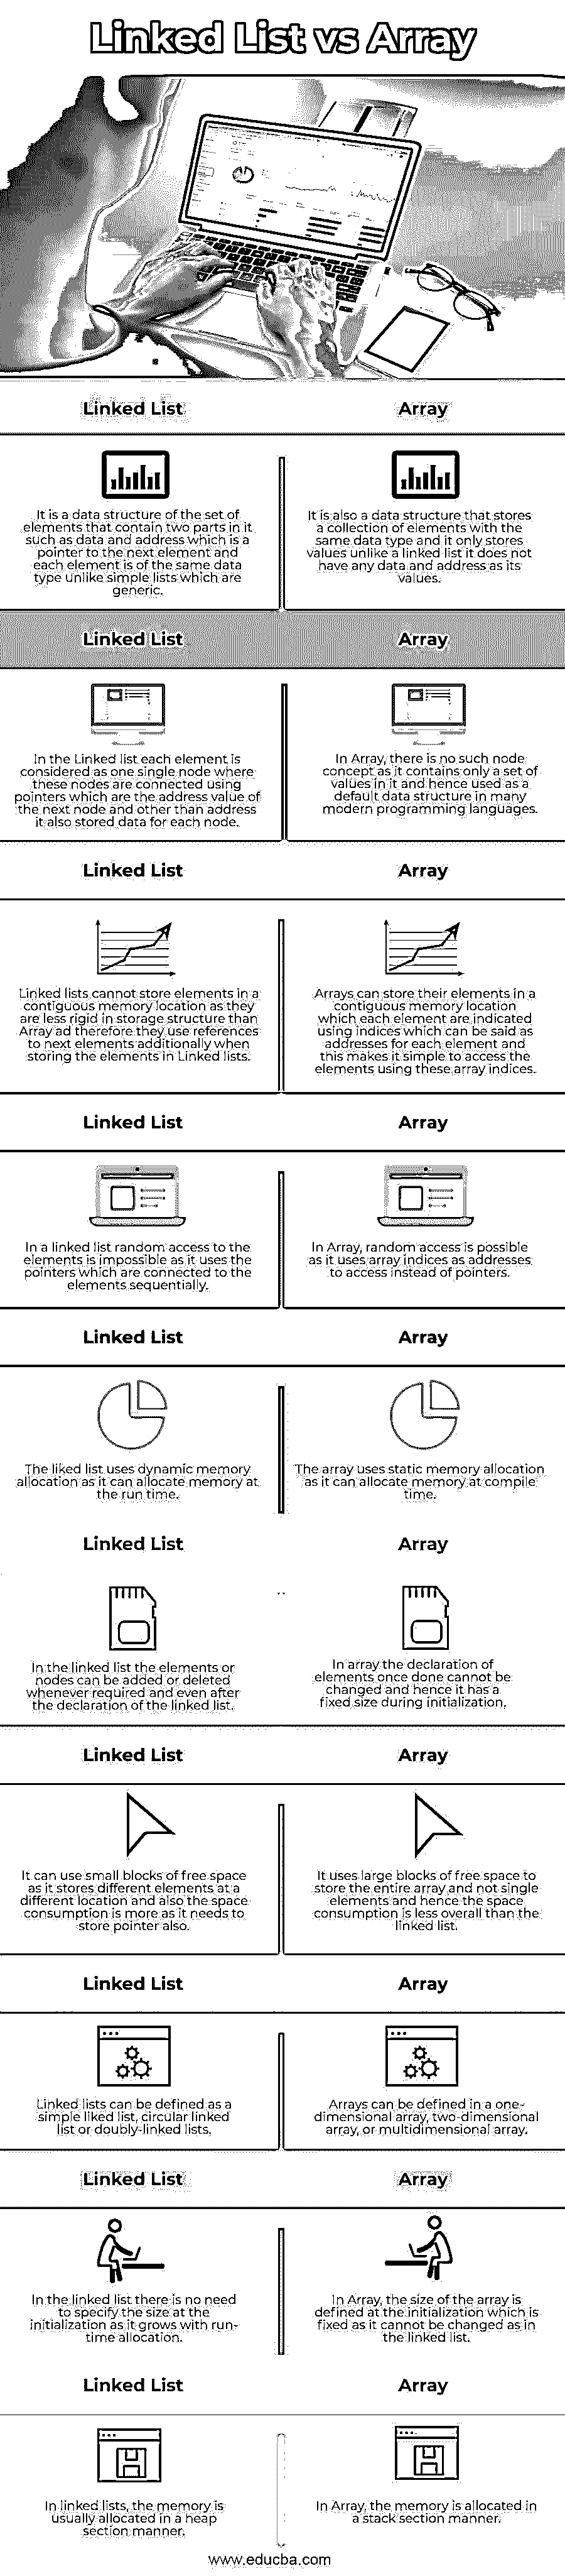 Linked List vs Array
Linked List
Array
It is a data structure of the set of
elements that contain two parts in it
such as data and address which is a
pointer to the next element and
each element is of the same data
type unlike simple lists which are
generic.
It is also a data structure that stores
a collection of elements with the
same data type and it only stores
values unlike a linked list it does not
have any data and address as its
values.
Linked List
Array
In the Linked list each element is
considered as one single node where
these nodes are connected using
pointers which are the address value of
the next node and other than address
it also stored data for each node.
In Array, there is no such node
concept as it contains only a set of
values in it and hence used as a
default data structure in many
modern programming languages.
Linked List
Array
Linked lists cannot store elements in a
contiguous memory location as they
are less rigid in storage structure than
Array ad therefore they use references
to next elements additionally when
storing the elements in Linked lists.
Arrays can store their elements in a
contiguous memory location
which each element are indicated
using indices which can be said as
addresses for each element and
this makes it simple to access the
elements using these array indices.
Linked List
Array
In a linked list random access to the
elements is impossible as it uses the
pointers which are connected to the
elements sequentially.
In Array, random access is possible
as it uses array indices as addresses
to access instead of pointers.
Linked List
Array
The liked list uses dynamic memory
allocation as it can allocate memory at
the run time.
The array uses static memory allocation
as it can allocate memory at compile
time.
Linked List
Array
In the linked list the elements or
nodes can be added or deleted
whenever required and even after
the declaration of the linked list.
In array the declaration of
elements once done cannot be
changed and hence it has a
fixed size during initialization.
Linked List
Array
It can use small blocks of free space
as it stores different elements at a
different location and also the space
consumption is more as it needs to
store pointer also.
It uses large blocks of free space to
store the entire array and not single
elements and hence the space
consumption is less overall than the
linked list.
Linked List
Array
Linked lists can be defined as a
simple liked list, circular linked
list or doubly-linked lists.
Arrays can be defined in a one-
dimensional array, two-dimensional
array, or multidimensional array.
Linked List
Array
In the linked list there is no need
to specify the size at the
initialization as it grows with run-
time allocation.
In Array, the size of the array is
defined at the initialization which is
fixed as it cannot be changed as in
the linked list.
Linked List
Array
In linked lists, the memory is
usually allocated in a heap
section manner.
In Array, the memory is allocated in
a stack section manner.
www.educba.com